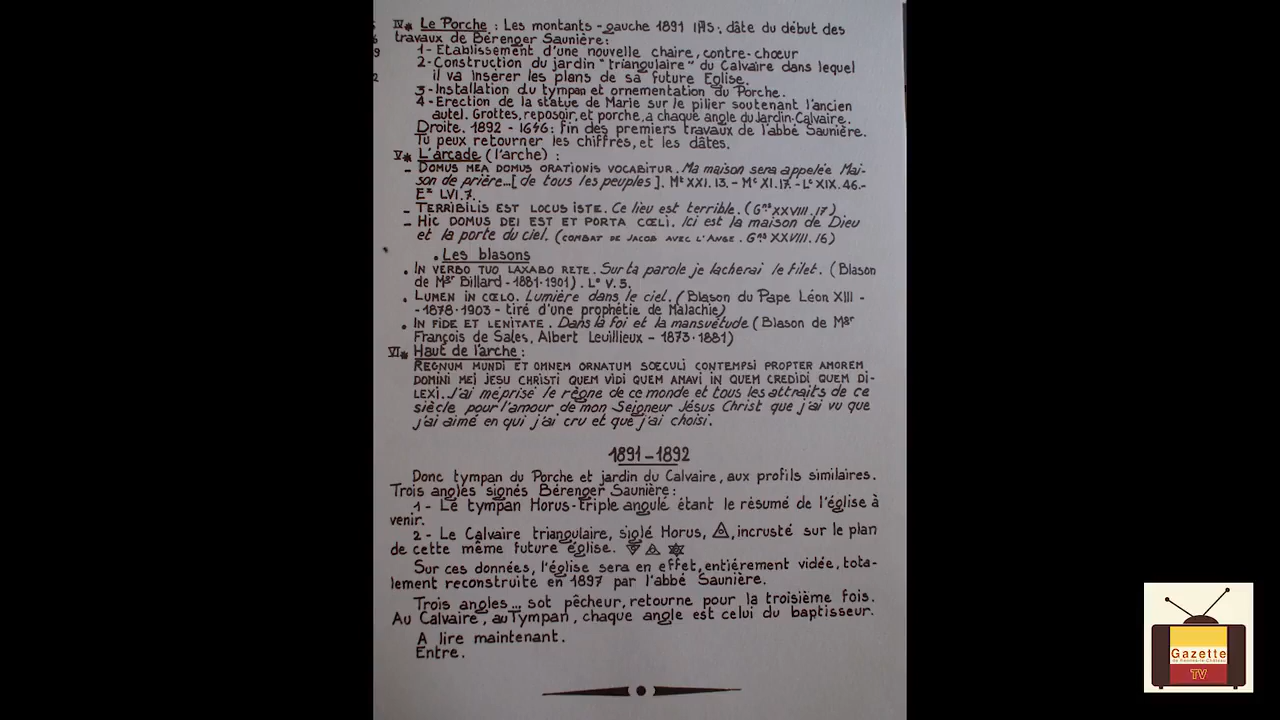 IV* Le Porche : Les montants - gauche 1891 IHS, dâte du début des
travaux de Bérenger Saunière:
1- Etablissement d'une nouvelle chaire, contre-chœur
2- Construction du jardin "triangulaire" du Calvaire dans lequel
il va insérer les plans de sa future Eglise.
3- Installation du tympan et ornementation du Porche.
4- Erection de la statue de Marie sur le pilier soutenant l'ancien
autel. Grottes, reposoir, et porche, a chaque angle du Jardin-Calvaire.
Droite. 1892 - 1646: fin des premiers travaux de l'abbé Saunière.
Tu peux retourner les chiffres, et les dâtes.
V* L'arcade (l'arche) :
- DOMUS MEA DOMUS ORATIONIS VOCABITUR. Ma maison sera appelée Mai-
son de prière...[ de tous les peuples ]. Mt XXI. 13. - Mc XI. 17. - Lc XIX. 46.-
LVI.7.
- TERRIBILIS EST LOCUS ISTE. Ce lieu est terrible. (Gns XXVIII. 17)
- HIC DOMUS DEI EST ET PORTA CŒLI. Ici est la maison de Dieu
et la porte du ciel. (COMBAT DE JACOB AVEC L'ANGE. Gns XXVIII. 16)
. Les blasons
. IN VERBO TUO LAXABO RETE. Sur ta parole je lacherai le filet. (Blason
de Mgr Billard - 1881-1901). Lc V. 5.
. LUMEN IN CŒLO. Lumière dans le ciel. (Blason du Pape Léon XIII -
- 1878-1903 - tiré d'une prophétie de Malachie)
. IN FIDE ET LENITATE. Dans la foi et la mansuétude (Blason de Mgr
François de Sales, Albert Leuillieux - 1873-1881)
VI* Haut de l'arche :
REGNUM MUNDI ET OMNEM ORNATUM SŒCULI CONTEMPSI PROPTER AMOREM
DOMINI MEI JESU CHRISTI QUEM VIDI QUEM AMAVI IN QUEM CREDIDI QUEM DI-
LEXI. J'ai méprisé le règne de ce monde et tous les attraits de ce
siècle pour l'amour de mon Seigneur Jésus Christ que j'ai vu que
j'ai aimé en qui j'ai cru et que j'ai choisi.
1891 - 1892
Donc tympan du Porche et jardin du Calvaire, aux profils similaires.
Trois angles signés Bérenger Saunière:
1 - Le tympan Horus-triple angulé étant le résumé de l'église à
venir.
2 - Le Calvaire triangulaire, siglé Horus, incrusté sur le plan
de cette même future église.
Sur ces données, l'église sera en effet, entiérement vidée, tota-
lement reconstruite en 1897 par l'abbé Saunière.
Trois angles... sot pêcheur, retourne pour la troisième fois.
Au Calvaire, au Tympan, chaque angle est celui du baptisseur.
A lire maintenant.
Entre.
Gazette
de Rennes-le-Château
TV